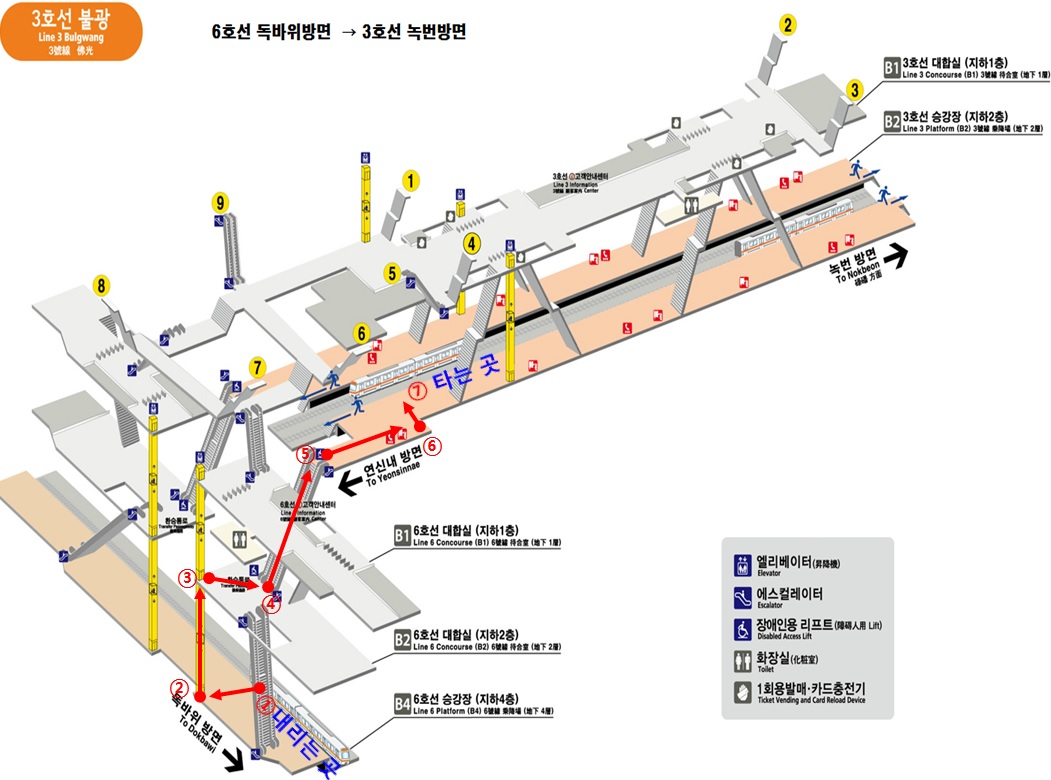 3호선 불광
Line 3 Bulgwang
3號線 佛光
6호선 독바위방면 → 3호선 녹번방면
2
B1 3호선 대합실 (지하1층)
Line 3 Concourse (B1) 3號線 待合室 (地下 1層)
3
B2 3호선 승강장 (지하2층)
Line 3 Platform (B2) 3號線 乘降場 (地下 2層)
3호선 고객안내센터
Line 3 Information
Center
1
9
4
5
녹번 방면
To Nokbeon
碌磻 方面
8
6
7
⑦ 타는 곳
⑤
⑥
연신내 방면
To Yeonsinnae
6호선 고객안내센터
Line 6 Information
Center
환승통로
Transfer Passageway
B1 6호선 대합실 (지하1층)
Line 6 Concourse (B1) 6號線 待合室 (地下 1層)
③
환승통로
④
B2 6호선 대합실 (지하2층)
Line 6 Concourse (B2) 6號線 待合室 (地下 2層)
②
① 내리는 곳
독바위 방면
To Dokbawi
B4 6호선 승강장 (지하4층)
Line 6 Platform (B4) 6號線 乘降場 (地下 4層)
엘리베이터(昇降機)
Elevator
에스컬레이터
Escalator
장애인용 리프트(障碍人用 Lift)
Disabled Access Lift
화장실(化粧室)
Toilet
1회용발매·카드충전기
Ticket Vending and Card Reload Device